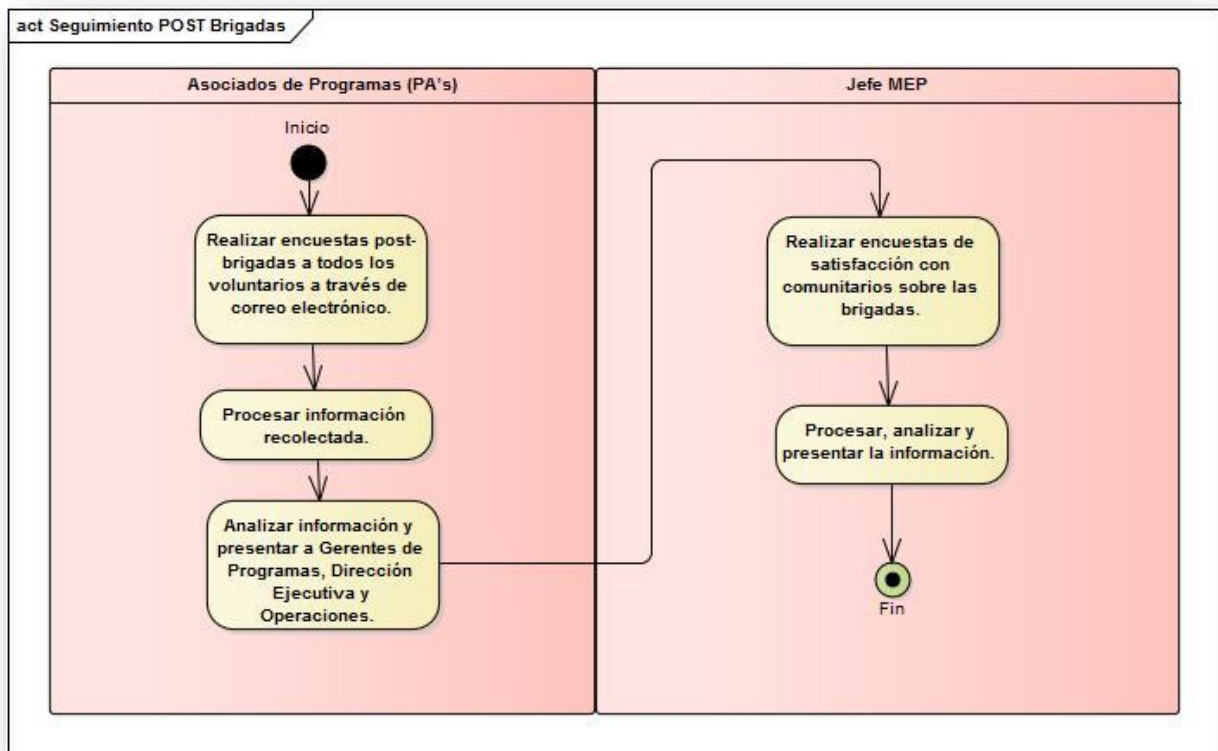 act Seguimiento POST Brigadas
Asociados de Programas (PA's)
Inicio
Realizar encuestas post-
brigadas a todos los
voluntarios a través de
correo electrónico.
Procesar información
recolectada.
Analizar información y
presentar a Gerentes de
Programas, Dirección
Ejecutiva y
Operaciones.
Jefe MEP
Realizar encuestas de
satisfacción con
comunitarios sobre las
brigadas.
Procesar, analizar y
presentar la información.
Fin